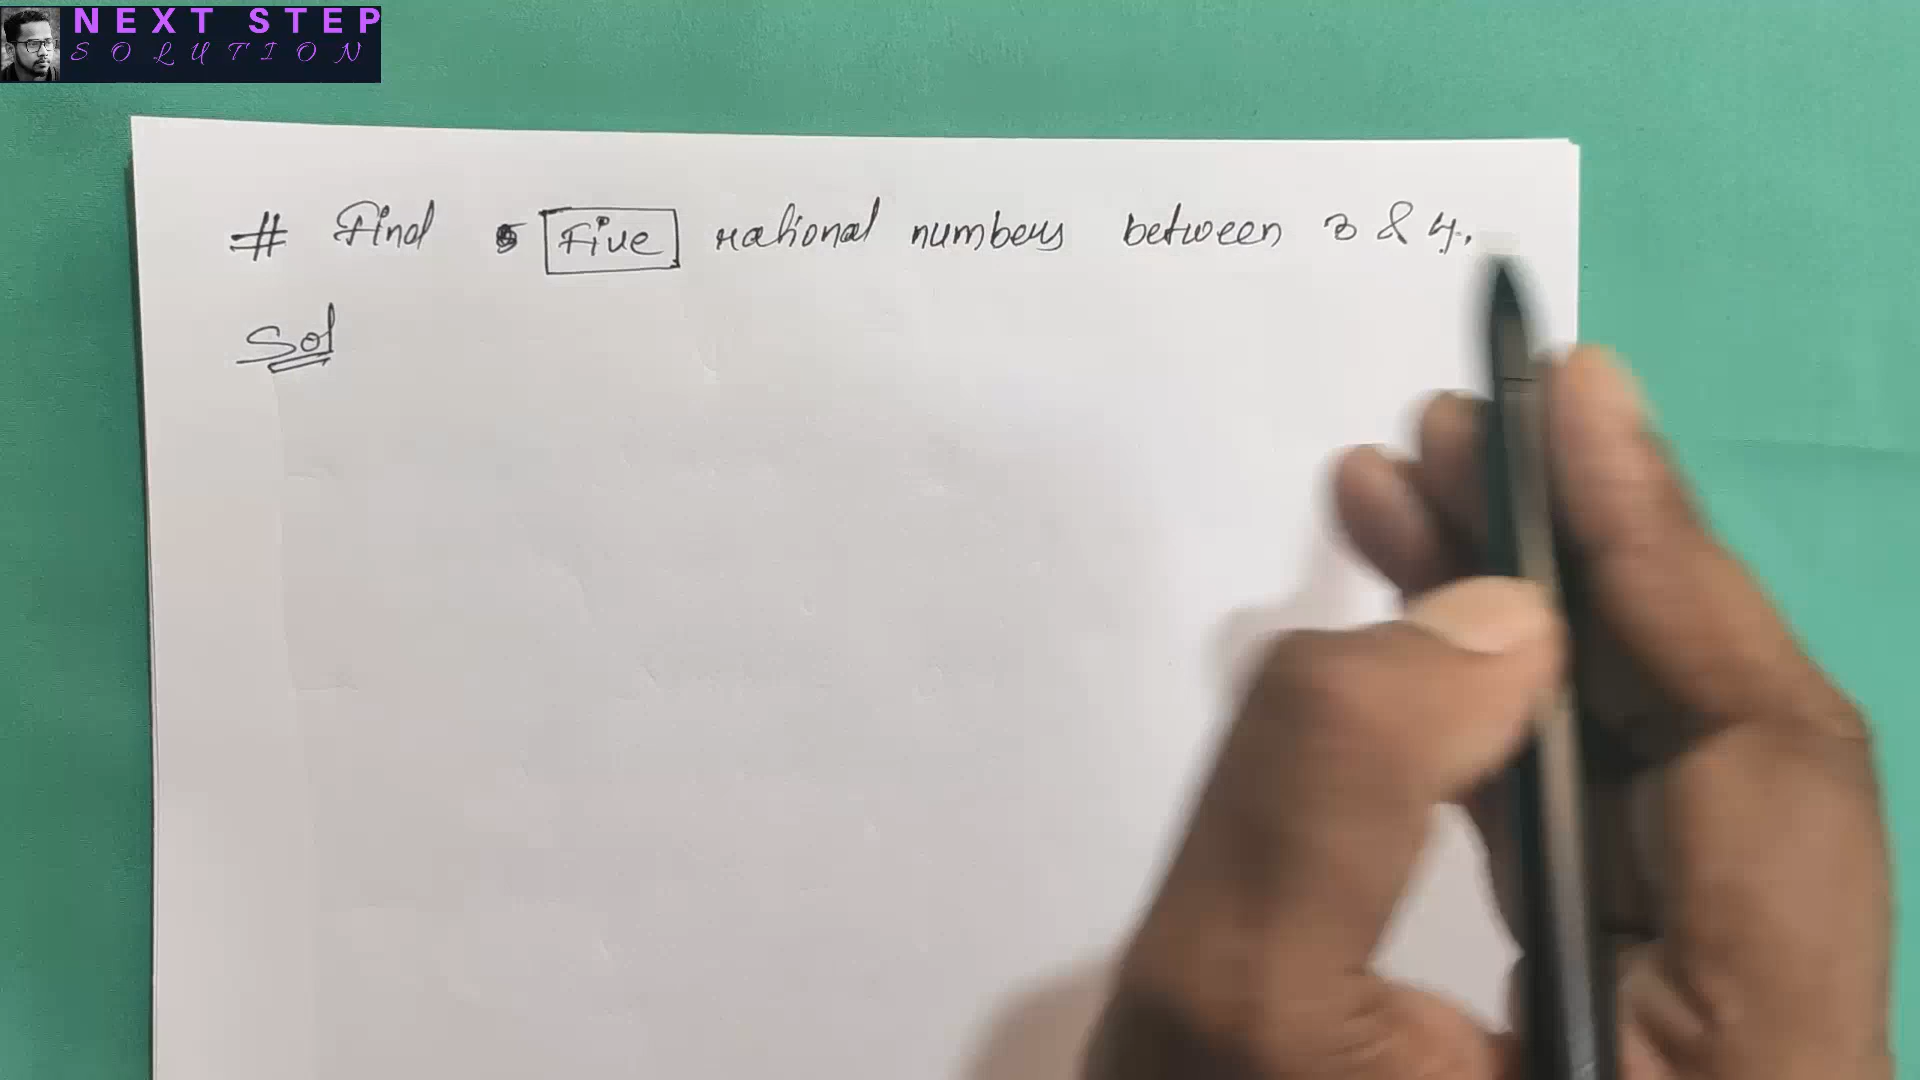 NEXT STEP
SOLUTION
# Find Five rational numbers between 3 & 4.
Sol